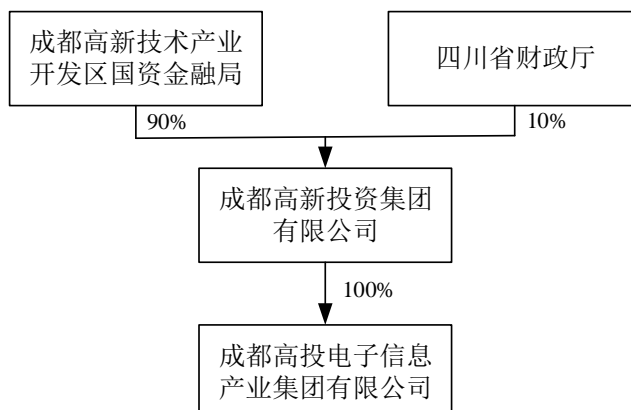 成都高新技术产业
开发区国资金融局
四川省财政厅
90%
10%
成都高新投资集团
有限公司
100%
成都高投电子信息
产业集团有限公司